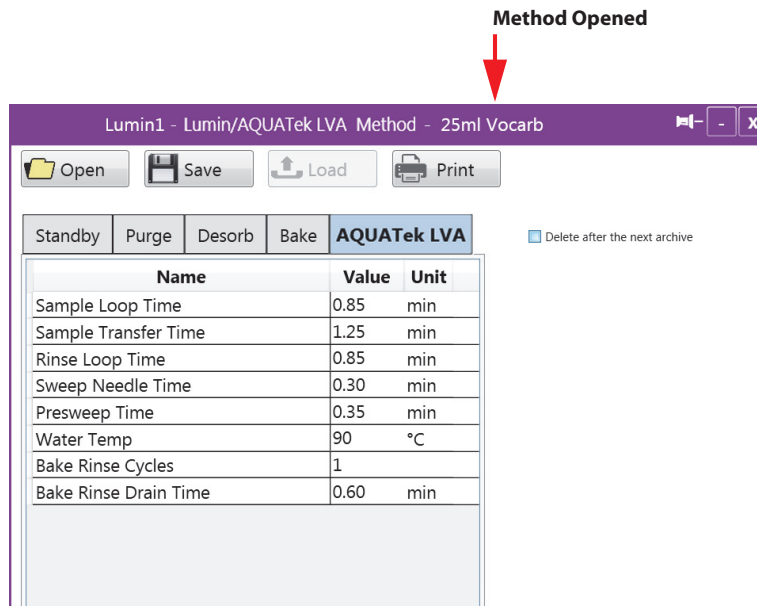 Method Opened
Lumin1 - Lumin/AQUATek LVA Method - 25ml Vocarb - X
Open Save Load Print
Standby Purge Desorb Bake AQUATek LVA Delete after the next archive
Name Value Unit
Sample Loop Time 0.85 min
Sample Transfer Time 1.25 min
Rinse Loop Time 0.85 min
Sweep Needle Time 0.30 min
Presweep Time 0.35 min
Water Temp 90 °C
Bake Rinse Cycles 1
Bake Rinse Drain Time 0.60 min